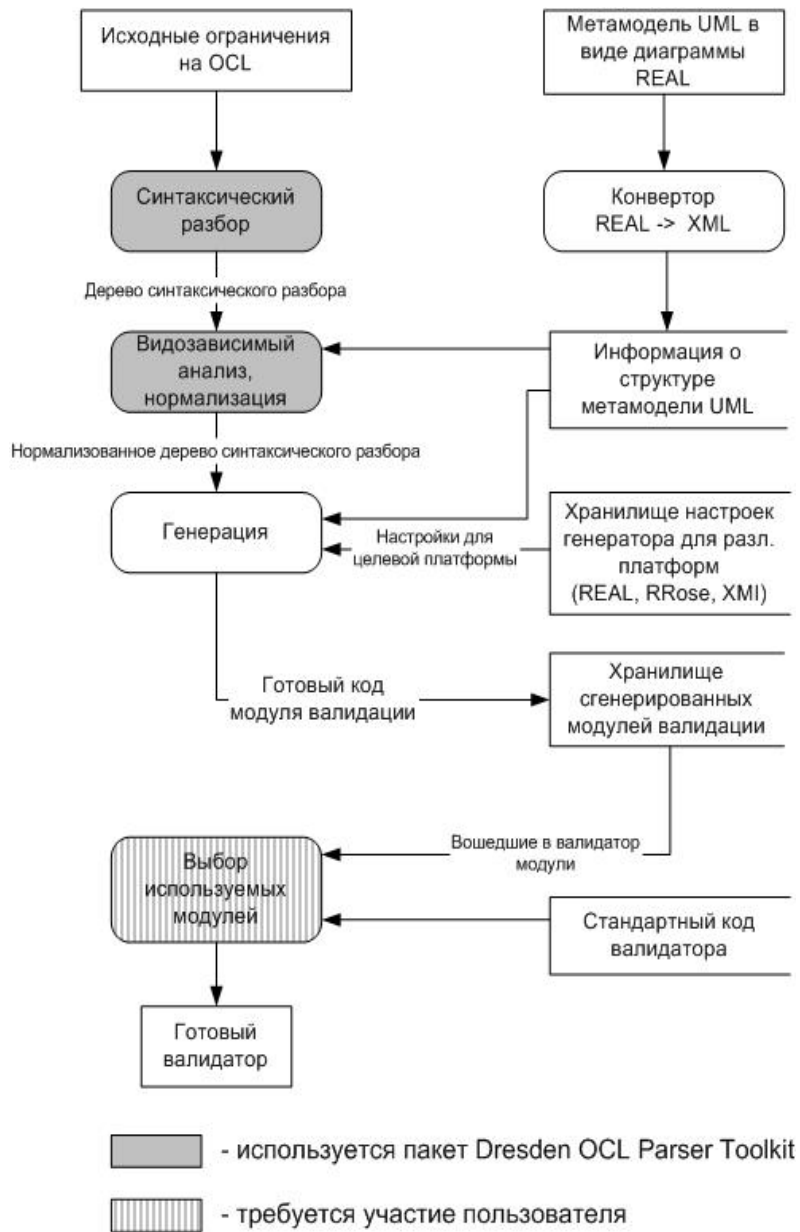 Исходные ограничения
на OCL
Метамодель UML в
виде диаграммы
REAL
Синтаксический
разбор
Конвертор
REAL -> XML
Дерево синтаксического разбора
Видозависимый
анализ,
нормализация
Информация о
структуре
метамодели UML
Нормализованное дерево синтаксического разбора
Генерация
Настройки для
целевой платформы
Хранилище настроек
генератора для разл.
платформ
(REAL, RRose, XMI)
Готовый код
модуля валидации
Хранилище
сгенерированных
модулей валидации
Вошедшие в валидатор
модули
Выбор
используемых
модулей
Стандартный код
валидатора
Готовый
валидатор
- используется пакет Dresden OCL Parser Toolkit
- требуется участие пользователя